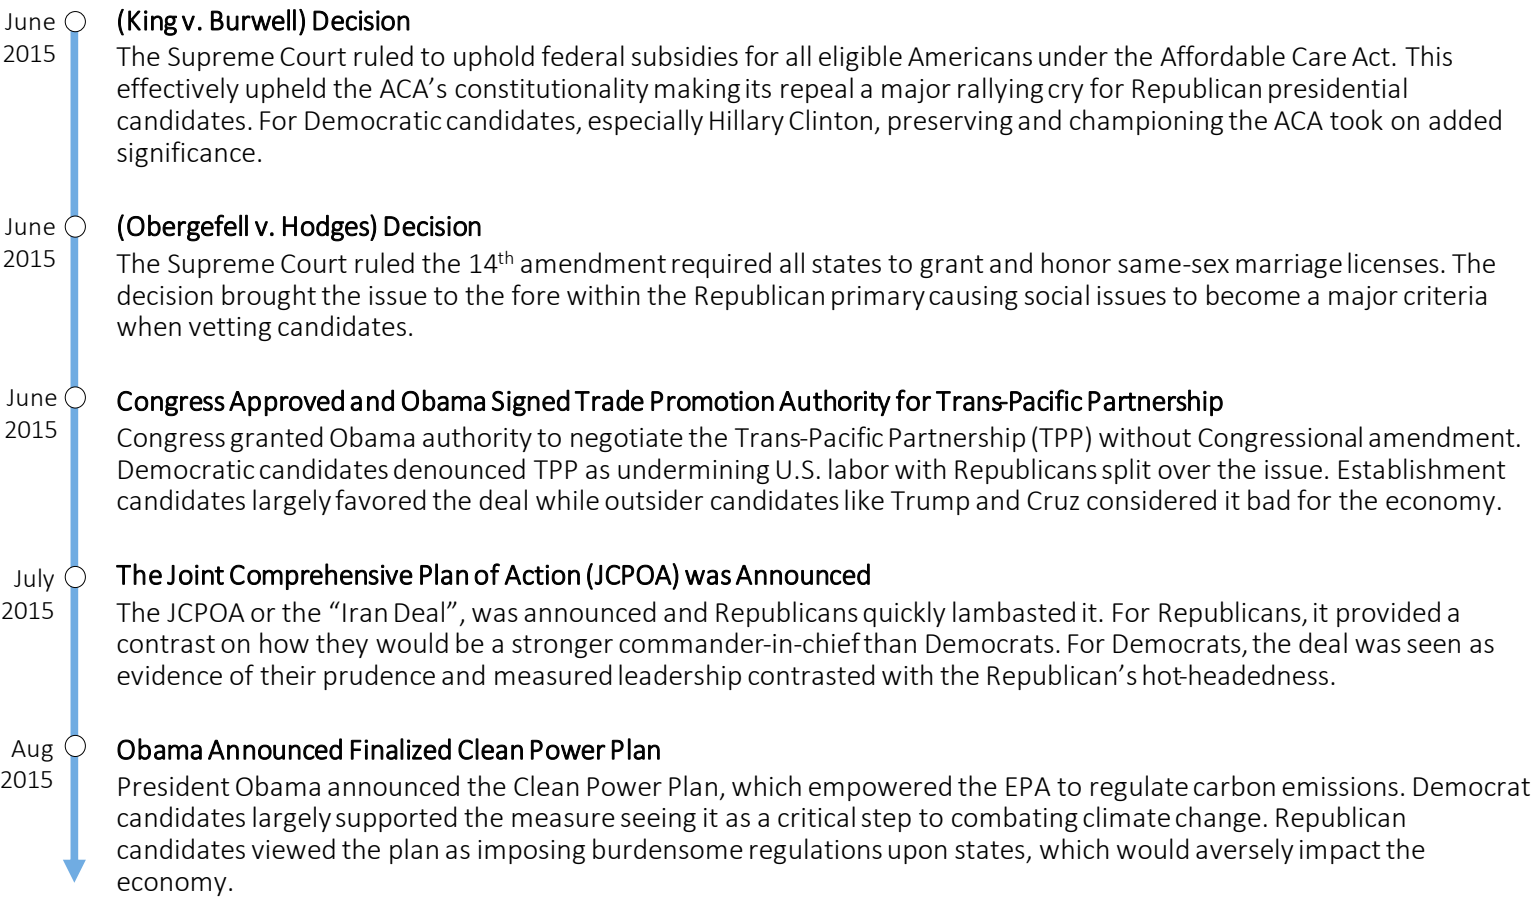 June
2015
(King v. Burwell) Decision
The Supreme Court ruled to uphold federal subsidies for all eligible Americans under the Affordable Care Act. This
effectively upheld the ACA’s constitutionality making its repeal a major rallying cry for Republican presidential
candidates. For Democratic candidates, especially Hillary Clinton, preserving and championing the ACA took on added
significance.
June
2015
(Obergefell v. Hodges) Decision
The Supreme Court ruled the 14th amendment required all states to grant and honor same-sex marriage licenses. The
decision brought the issue to the fore within the Republican primary causing social issues to become a major criteria
when vetting candidates.
June
2015
Congress Approved and Obama Signed Trade Promotion Authority for Trans-Pacific Partnership
Congress granted Obama authority to negotiate the Trans-Pacific Partnership (TPP) without Congressional amendment.
Democratic candidates denounced TPP as undermining U.S. labor with Republicans split over the issue. Establishment
candidates largely favored the deal while outsider candidates like Trump and Cruz considered it bad for the economy.
July
2015
The Joint Comprehensive Plan of Action (JCPOA) was Announced
The JCPOA or the “Iran Deal”, was announced and Republicans quickly lambasted it. For Republicans, it provided a
contrast on how they would be a stronger commander-in-chief than Democrats. For Democrats, the deal was seen as
evidence of their prudence and measured leadership contrasted with the Republican’s hot-headedness.
Aug
2015
Obama Announced Finalized Clean Power Plan
President Obama announced the Clean Power Plan, which empowered the EPA to regulate carbon emissions. Democrat
candidates largely supported the measure seeing it as a critical step to combating climate change. Republican
candidates viewed the plan as imposing burdensome regulations upon states, which would aversely impact the
economy.